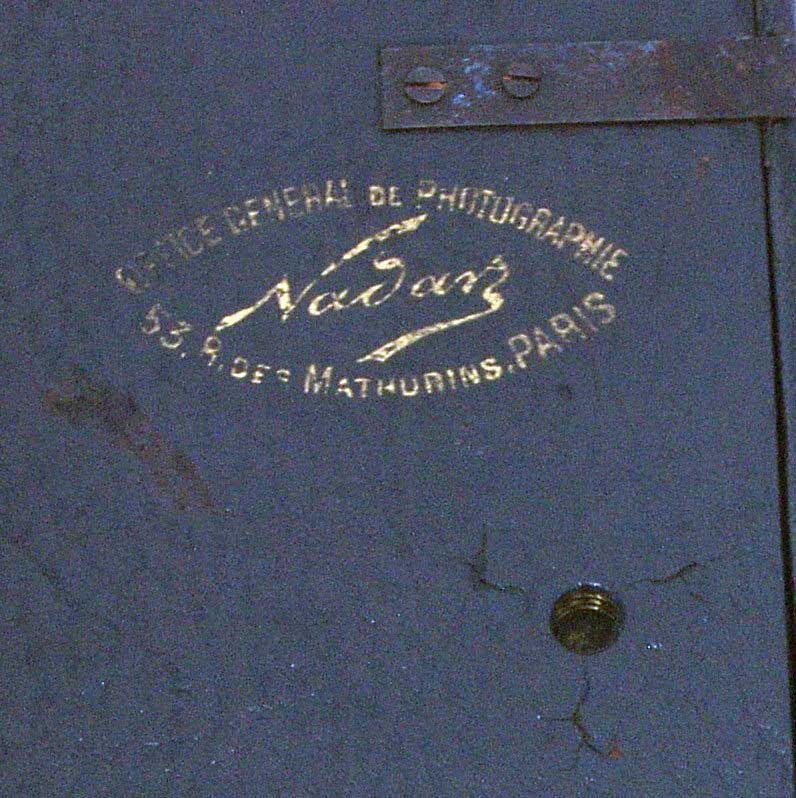 OFFICE GENERAL DE PHOTOGRAPHIE
Nadar
53, R. DES MATHURINS, PARIS